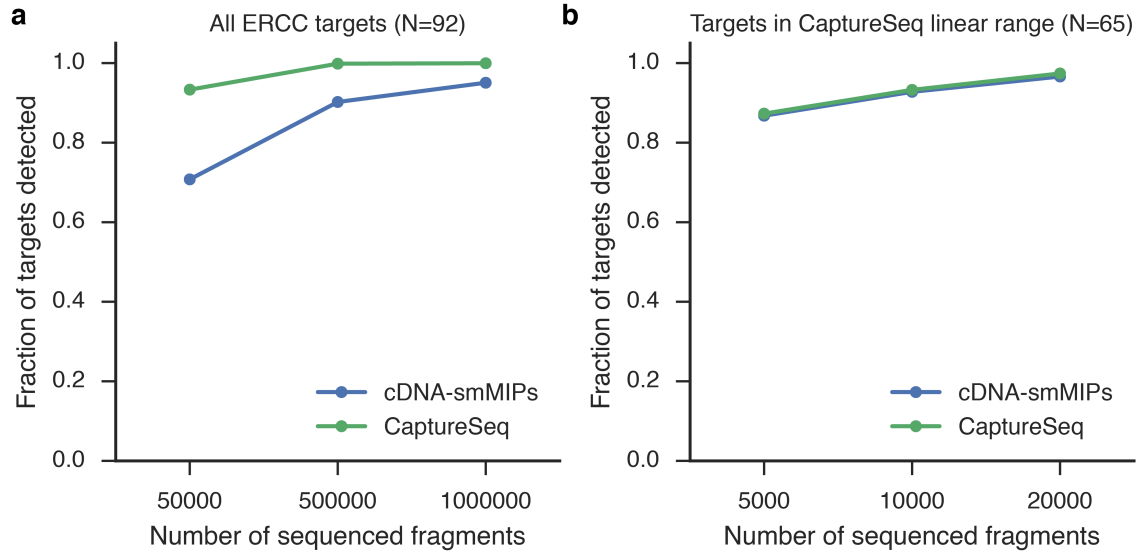 a
All ERCC targets (N=92)
Fraction of targets detected
1.0
0.8
0.6
0.4
0.2
0.0
cDNA-smMIPs
CaptureSeq
50000 500000 1000000
Number of sequenced fragments
b
Targets in CaptureSeq linear range (N=65)
Fraction of targets detected
1.0
0.8
0.6
0.4
0.2
0.0
cDNA-smMIPs
CaptureSeq
5000 10000 20000
Number of sequenced fragments